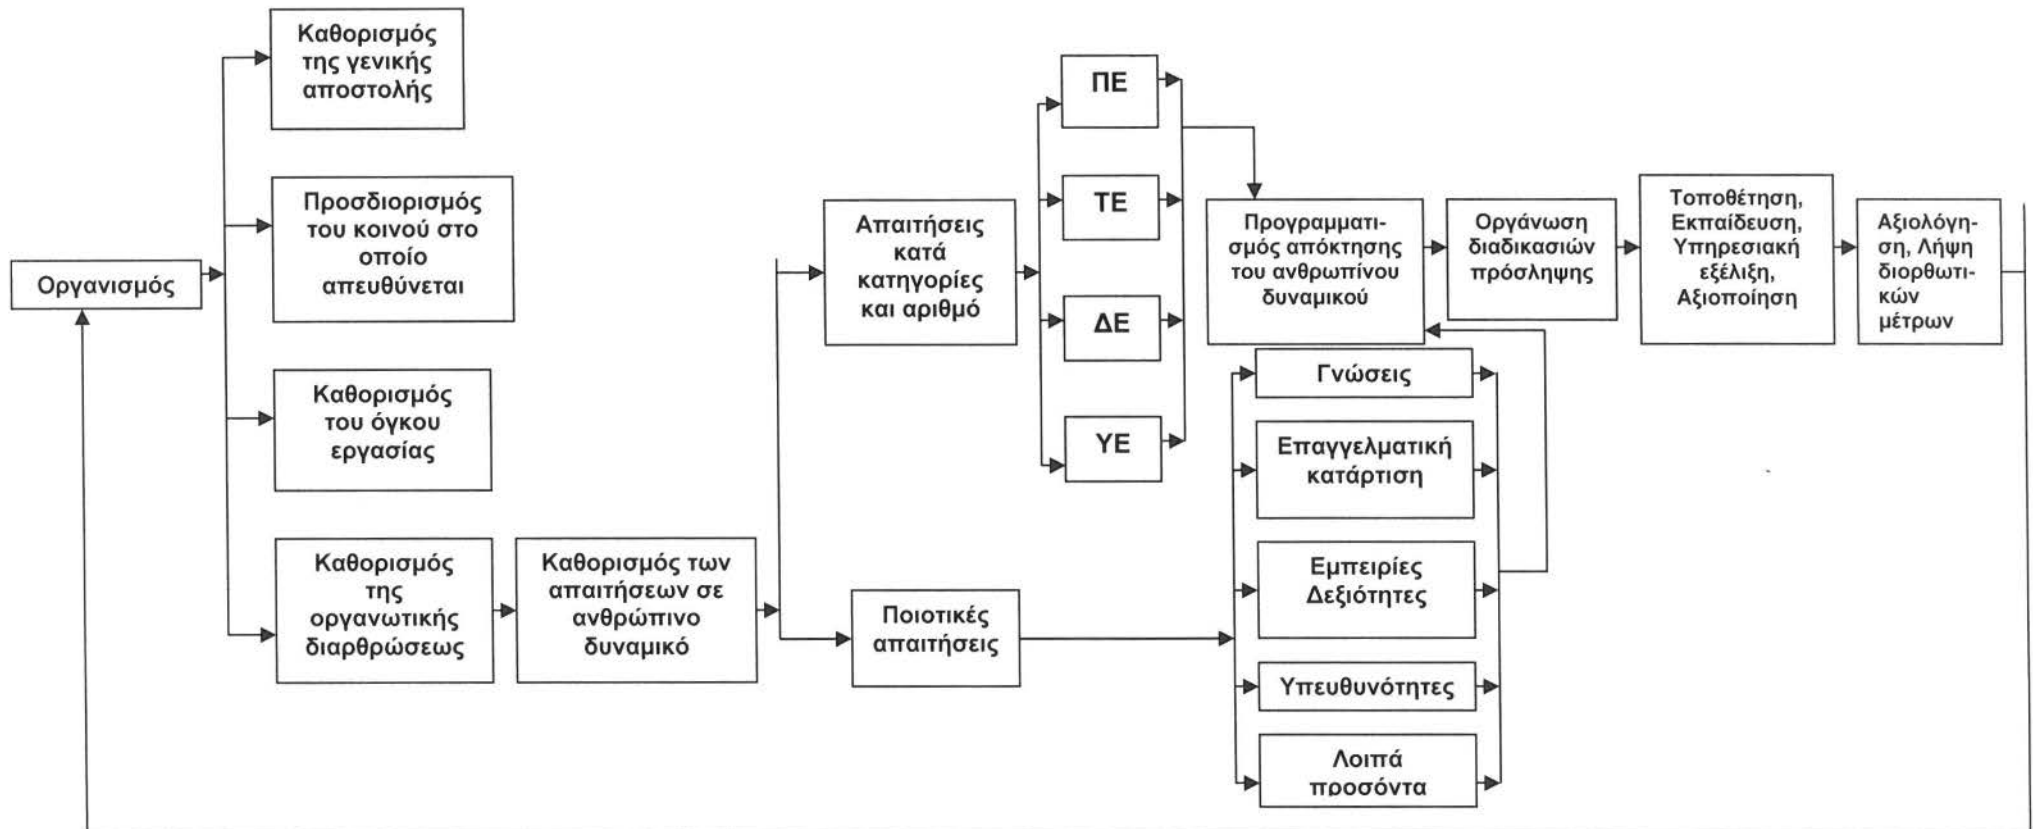 Οργανισμός
Καθορισμός
της γενικής
αποστολής
Προσδιορισμός
του κοινού στο
οποίο
απευθύνεται
Καθορισμός
του όγκου
εργασίας
Καθορισμός
της
οργανωτικής
διαρθρώσεως
Καθορισμός των
απαιτήσεων σε
ανθρώπινο
δυναμικό
Απαιτήσεις
κατά
κατηγορίες
και αριθμό
Ποιοτικές
απαιτήσεις
ΠΕ
ΤΕ
ΔΕ
ΥΕ
Γνώσεις
Επαγγελματική
κατάρτιση
Εμπειρίες
Δεξιότητες
Υπευθυνότητες
Λοιπά
προσόντα
Προγραμματι-
σμός απόκτησης
του ανθρωπίνου
δυναμικού
Οργάνωση
διαδικασιών
πρόσληψης
Τοποθέτηση,
Εκπαίδευση,
Υπηρεσιακή
εξέλιξη,
Αξιοποίηση
Αξιολόγη-
ση, Λήψη
διορθωτι-
κών
μέτρων